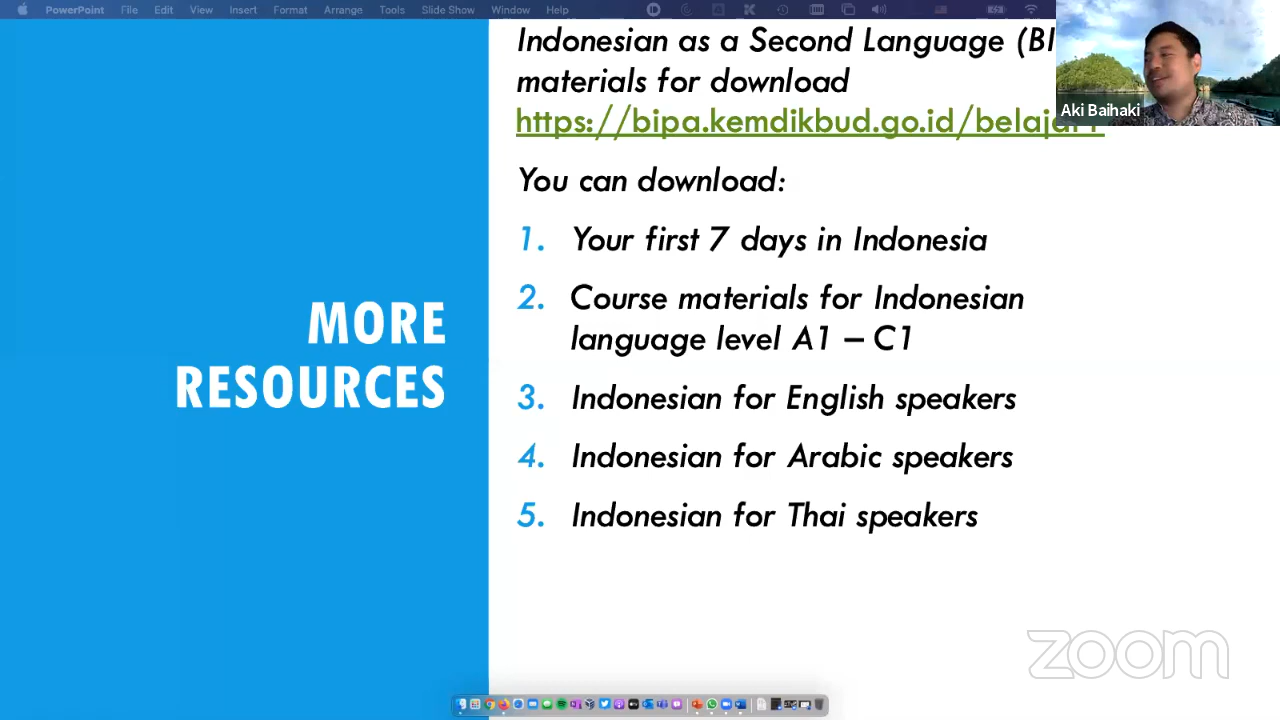 PowerPoint File Edit View Insert Format Arrange Tools Slide Show Window Help
Indonesian as a Second Language
materials for download
Aki Baihaki
https://bipa.kemdikbud.go.id/
You can download:
1. Your first 7 days in Indonesia
2. Course materials for Indonesian
language level A1 – C1
3. Indonesian for English speakers
4. Indonesian for Arabic speakers
5. Indonesian for Thai speakers
MORE
RESOURCES
zoom